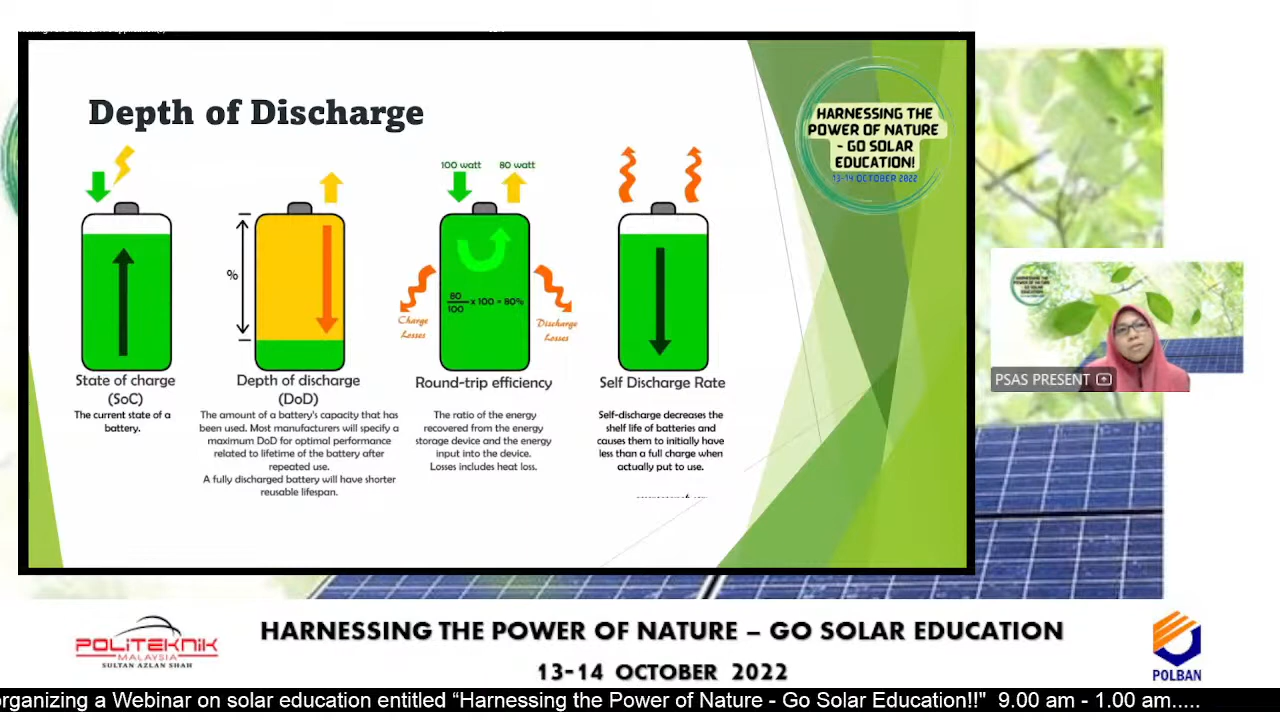 Depth of Discharge
HARNESSING THE
POWER OF NATURE
- GO SOLAR
EDUCATION!
13-14 OCTOBER 2022
100 watt
80 watt
%
80
100
x 100 = 80%
Charge
Losses
Discharge
Losses
State of charge
(SoC)
The current state of a
battery.
Depth of discharge
(DoD)
The amount of a battery's capacity that has
been used. Most manufacturers will specify a
maximum DoD for optimal performance
related to lifetime of the battery after
repeated use.
A fully discharged battery will have shorter
reusable lifespan.
Round-trip efficiency
The ratio of the energy
recovered from the energy
storage device and the energy
input into the device.
Losses includes heat loss.
Self Discharge Rate
Self-discharge decreases the
shelf life of batteries and
causes them to initially have
less than a full charge when
actually put to use.
PSAS PRESENT
POLITEKNIK
MALAYSIA
SULTAN AZLAN SHAH
HARNESSING THE POWER OF NATURE – GO SOLAR EDUCATION
13-14 OCTOBER 2022
POLBAN
organizing a Webinar on solar education entitled “Harnessing the Power of Nature - Go Solar Education!!" 9.00 am - 1.00 am.....